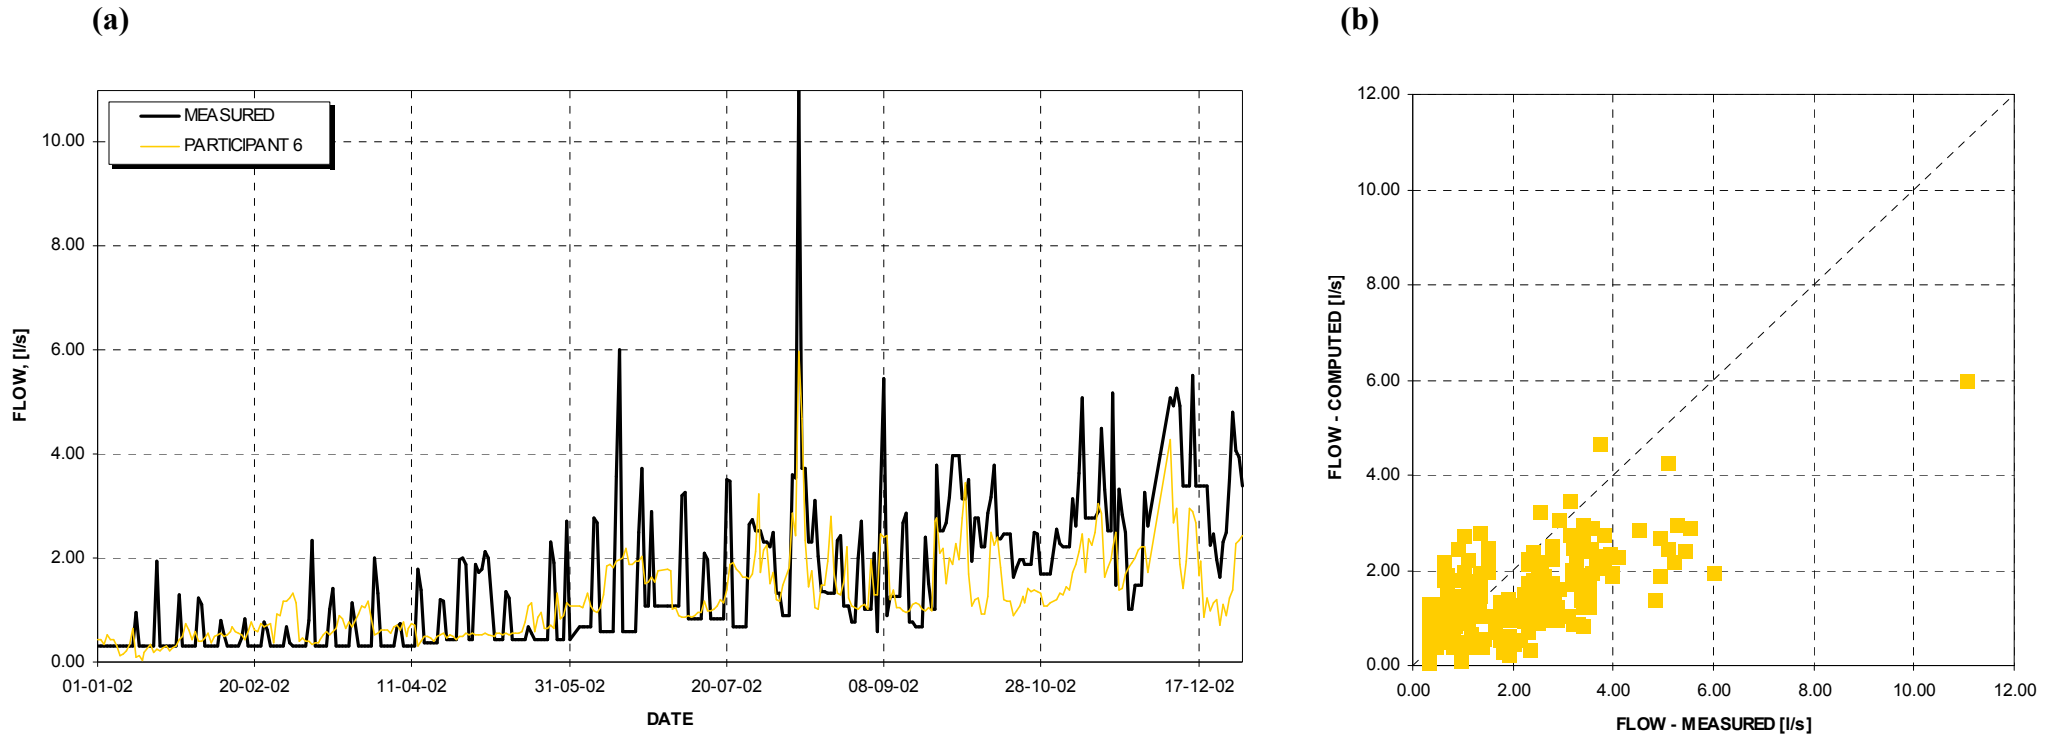 (a)
(b)
MEASURED
PARTICIPANT 6
10.00
8.00
6.00
4.00
2.00
0.00
FLOW, [l/s]
01-01-02 20-02-02 11-04-02 31-05-02 20-07-02 08-09-02 28-10-02 17-12-02
DATE
12.00
10.00
8.00
6.00
4.00
2.00
0.00
FLOW - COMPUTED [l/s]
0.00 2.00 4.00 6.00 8.00 10.00 12.00
FLOW - MEASURED [l/s]